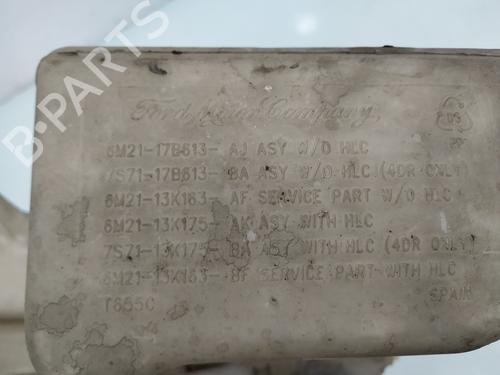 B-PARTS
Ford Motor Company
6M21-17B613- AJ ASY W/O HLC
7S71-17B613- BA ASY W/O HLC (4DR ONLY)
6M21-13K163- AF SERVICE PART W/O HLC
6M21-13K175- AK ASY WITH HLC
7S71-13K175- BA ASY WITH HLC (4DR ONLY)
6M21-13K163- BF SERVICE PART WITH HLC
T655C
SPAIN